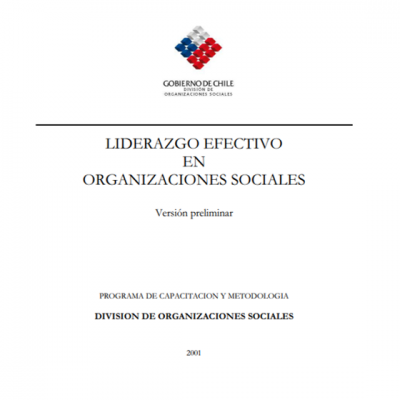 GOBIERNO DE CHILE
DIVISIÓN DE
ORGANIZACIONES SOCIALES
LIDERAZGO EFECTIVO
EN
ORGANIZACIONES SOCIALES
Versión preliminar
PROGRAMA DE CAPACITACION Y METODOLOGIA
DIVISION DE ORGANIZACIONES SOCIALES
2001